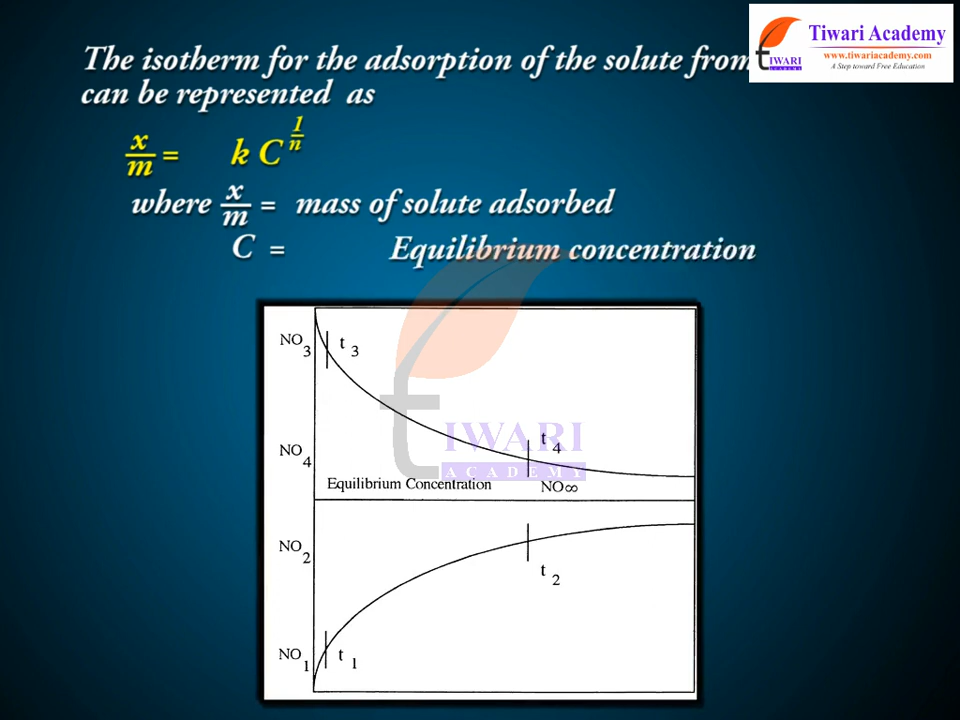 The isotherm for the adsorption of the solute from
can be represented as
x/m = k C^1/n
where x/m = mass of solute adsorbed
C = Equilibrium concentration
Tiwari Academy
www.tiwariacademy.com
A Step toward Free Education
tIWARI
ACADEMY
NO3
t3
NO4
t4
tIWARI
ACADEMY
Equilibrium Concentration
NO∞
NO2
t2
NO1
t1